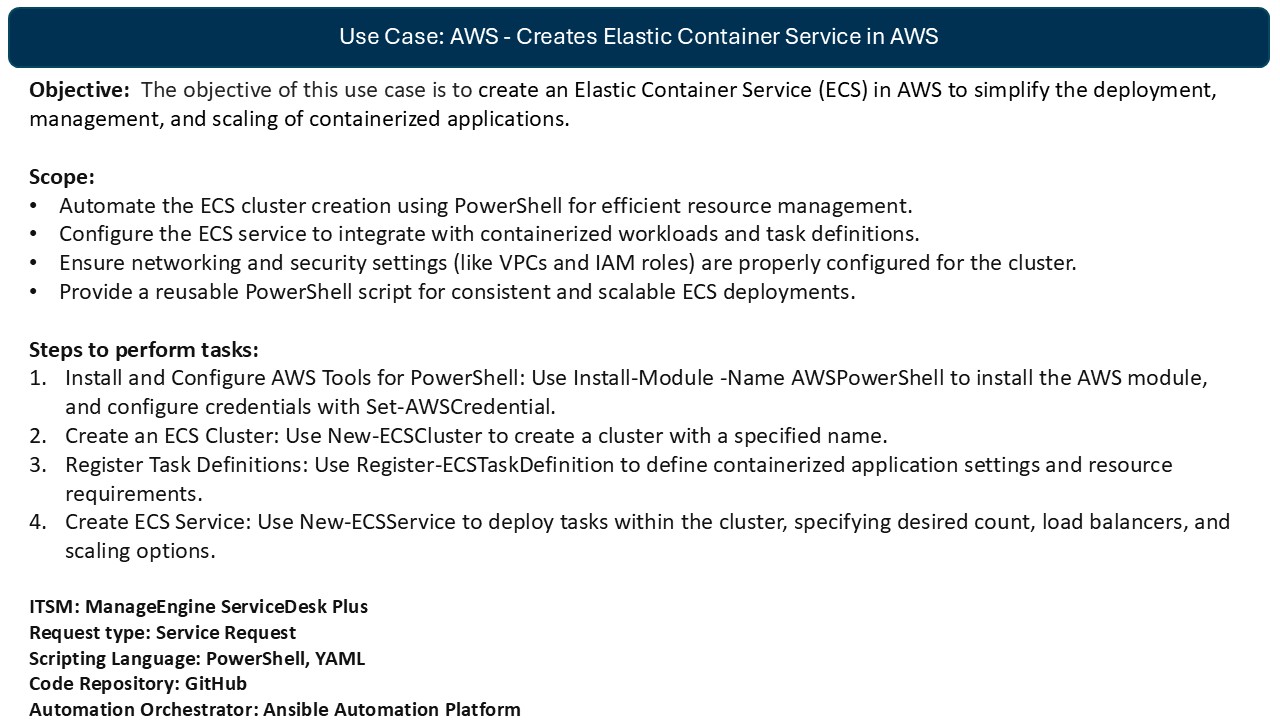 Use Case: AWS - Creates Elastic Container Service in AWS
Objective: The objective of this use case is to create an Elastic Container Service (ECS) in AWS to simplify the deployment,
management, and scaling of containerized applications.
Scope:
• Automate the ECS cluster creation using PowerShell for efficient resource management.
• Configure the ECS service to integrate with containerized workloads and task definitions.
• Ensure networking and security settings (like VPCs and IAM roles) are properly configured for the cluster.
• Provide a reusable PowerShell script for consistent and scalable ECS deployments.
Steps to perform tasks:
1. Install and Configure AWS Tools for PowerShell: Use Install-Module -Name AWSPowerShell to install the AWS module,
and configure credentials with Set-AWSCredential.
2. Create an ECS Cluster: Use New-ECSCluster to create a cluster with a specified name.
3. Register Task Definitions: Use Register-ECSTaskDefinition to define containerized application settings and resource
requirements.
4. Create ECS Service: Use New-ECSService to deploy tasks within the cluster, specifying desired count, load balancers, and
scaling options.
ITSM: ManageEngine ServiceDesk Plus
Request type: Service Request
Scripting Language: PowerShell, YAML
Code Repository: GitHub
Automation Orchestrator: Ansible Automation Platform